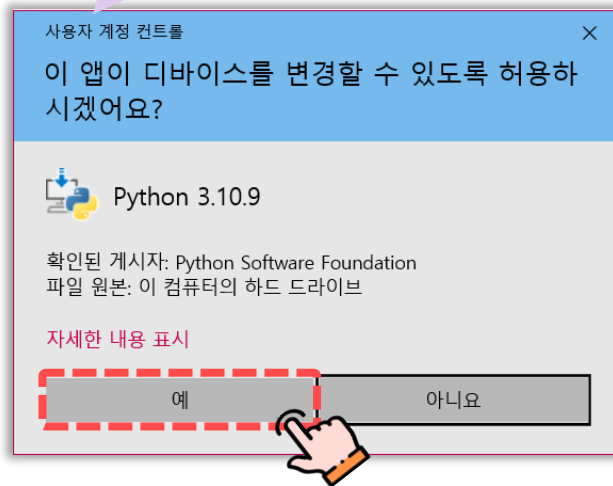 사용자 계정 컨트롤
이 앱이 디바이스를 변경할 수 있도록 허용하
시겠어요?
Python 3.10.9
확인된 게시자: Python Software Foundation
파일 원본: 이 컴퓨터의 하드 드라이브
자세한 내용 표시
예
아니요